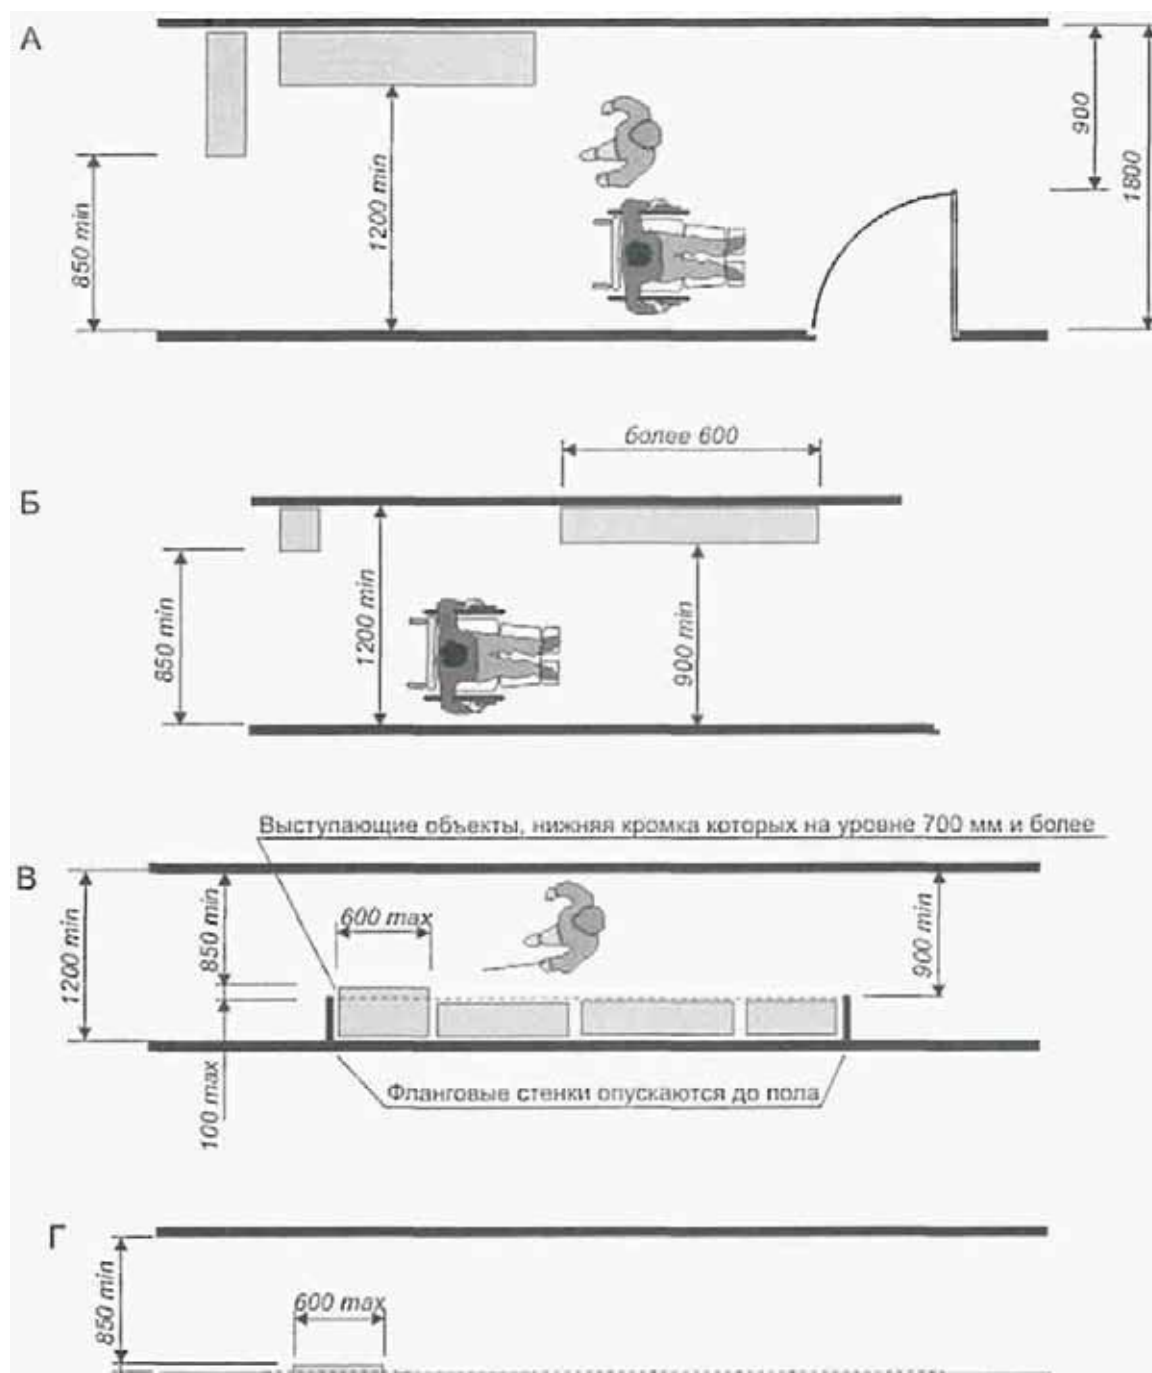 А
850 min
1200 min
900
1800
более 600
Б
850 min
1200 min
900 min
Выступающие объекты, нижняя кромка которых на уровне 700 мм и более
В
1200 min
850 min
600 max
900 min
100 max
Фланговые стенки опускаются до пола
Г
850 min
600 max